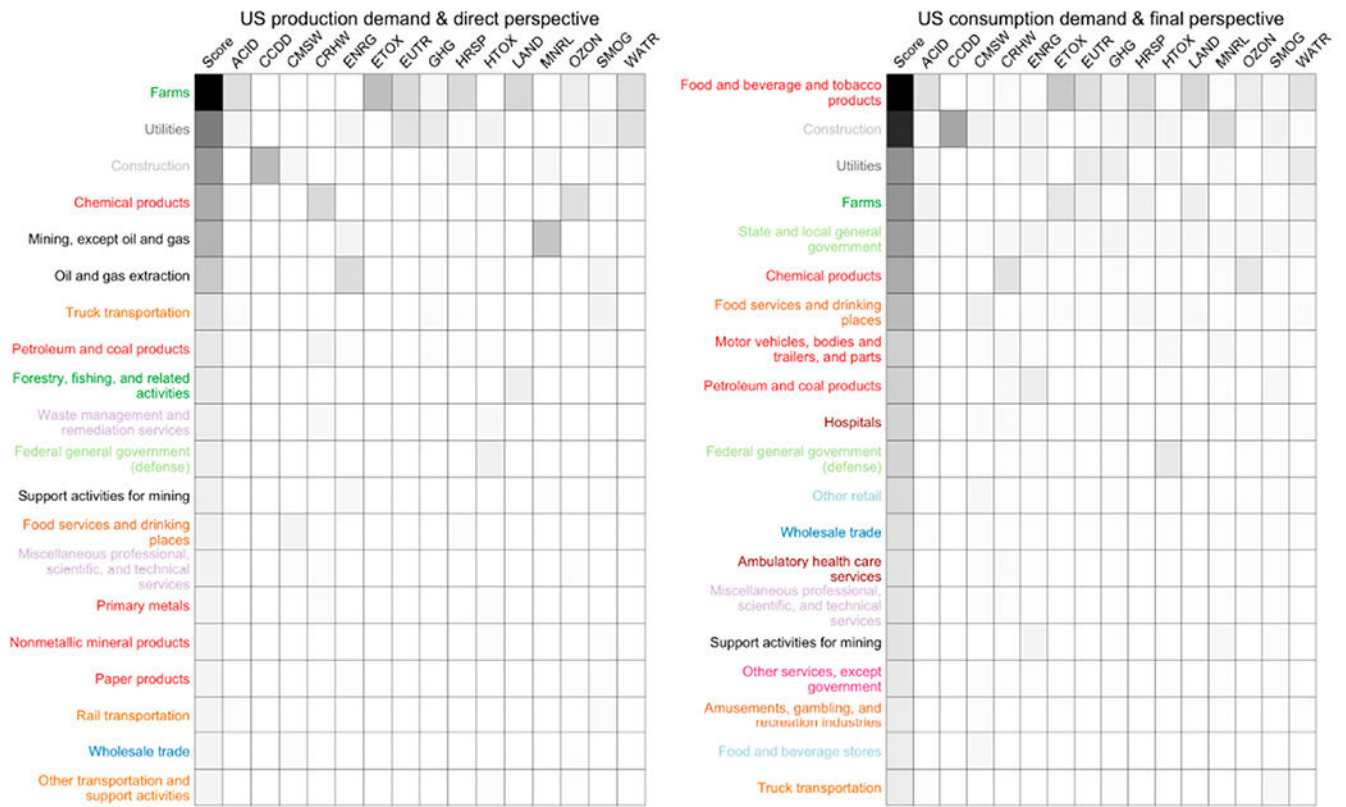 US production demand & direct perspective
Score ACID CCDD CMSW CRHW ENRG ETOX EUTR GHG HRSP HTOX LAND MNRL OZON SMOG WATR
Farms
Utilities
Construction
Chemical products
Mining, except oil and gas
Oil and gas extraction
Truck transportation
Petroleum and coal products
Forestry, fishing, and related
activities
Waste management and
remediation services
Federal general government
(defense)
Support activities for mining
Food services and drinking
places
Miscellaneous professional,
scientific, and technical
services
Primary metals
Nonmetallic mineral products
Paper products
Rail transportation
Wholesale trade
Other transportation and
support activities
US consumption demand & final perspective
Score ACID CCDD CMSW CRHW ENRG ETOX EUTR GHG HRSP HTOX LAND MNRL OZON SMOG WATR
Food and beverage and tobacco
products
Construction
Utilities
Farms
State and local general
government
Chemical products
Food services and drinking
places
Motor vehicles, bodies and
trailers, and parts
Petroleum and coal products
Hospitals
Federal general government
(defense)
Other retail
Wholesale trade
Ambulatory health care
services
Miscellaneous professional,
scientific, and technical
services
Support activities for mining
Other services, except
government
Amusements, gambling, and
recreation industries
Food and beverage stores
Truck transportation